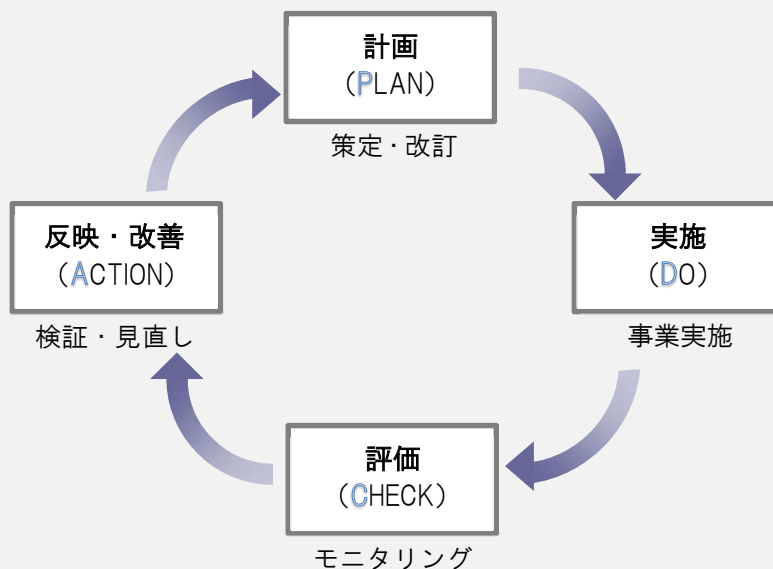 計画
(PLAN)
策定・改訂
実施
(DO)
事業実施
評価
(CHECK)
モニタリング
反映・改善
(ACTION)
検証・見直し